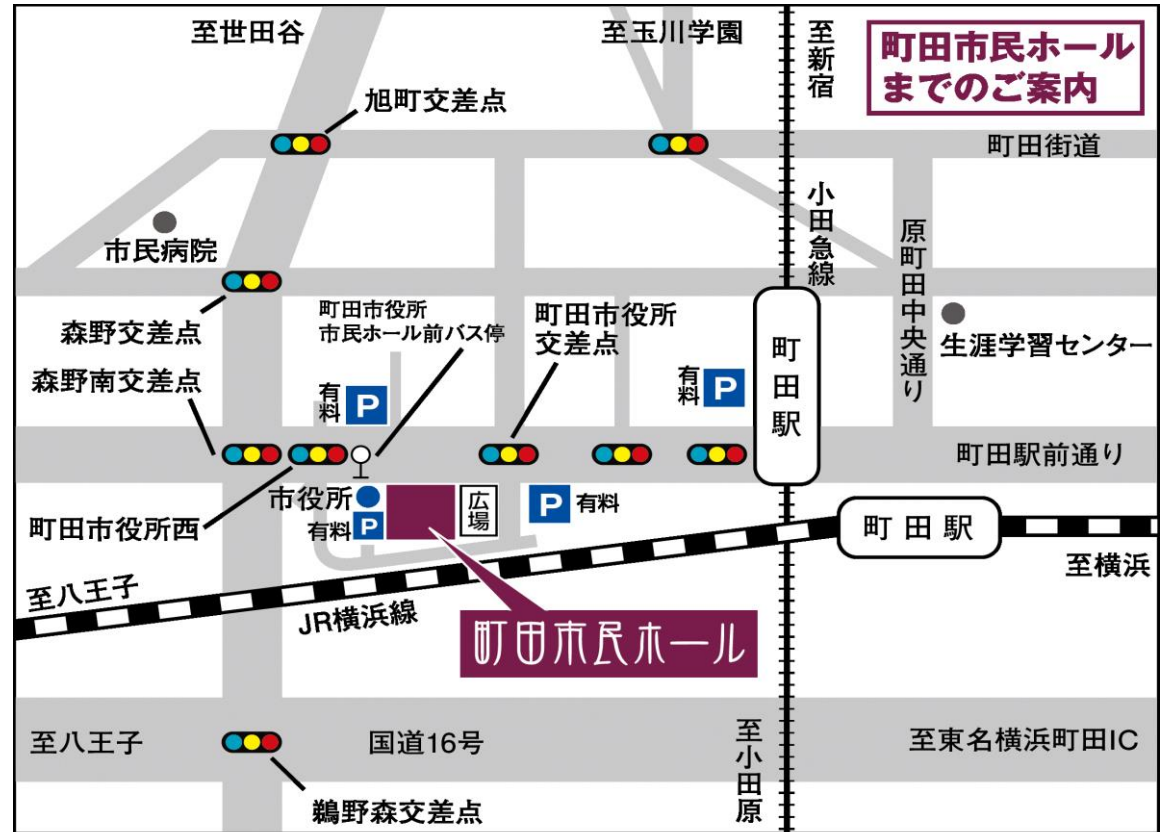 至世田谷
至玉川学園
至新宿
町田市民ホール
までのご案内
旭町交差点
町田街道
小田急線
原町田中央通り
市民病院
森野交差点
町田市役所
市民ホール前バス停
町田市役所
交差点
町田駅
生涯学習センター
森野南交差点
有料
P
有料
P
町田駅前通り
市役所
有料
P
広場
P
有料
町田市役所西
町田駅
至横浜
至八王子
JR横浜線
町田市民ホール
至八王子
国道16号
至小田原
至東名横浜町田IC
鵜野森交差点